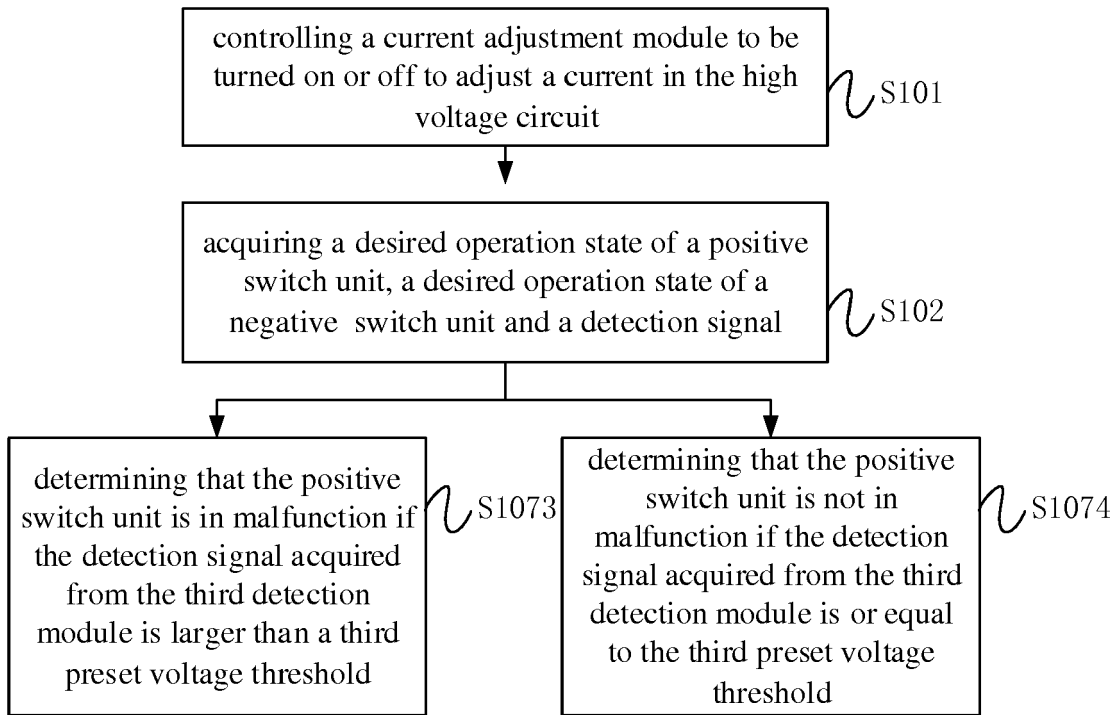 controlling a current adjustment module to be
turned on or off to adjust a current in the high
voltage circuit
S101
acquiring a desired operation state of a positive
switch unit, a desired operation state of a
negative switch unit and a detection signal
S102
determining that the positive
switch unit is in malfunction if
the detection signal acquired
from the third detection
module is larger than a third
preset voltage threshold
S1073
determining that the positive
switch unit is not in
malfunction if the detection
signal acquired from the third
detection module is or equal
to the third preset voltage
threshold
S1074